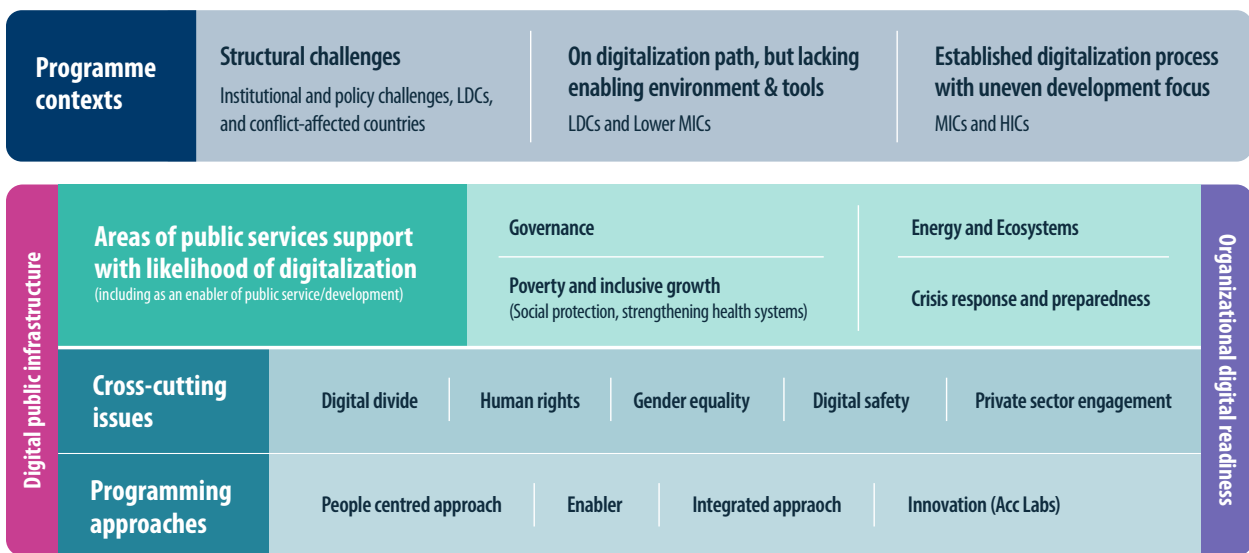 Programme
contexts
Structural challenges
Institutional and policy challenges, LDCs,
and conflict-affected countries
On digitalization path, but lacking
enabling environment & tools
LDCs and Lower MICs
Established digitalization process
with uneven development focus
MICs and HICs
Digital public infrastructure
Areas of public services support
with likelihood of digitalization
(including as an enabler of public service/development)
Governance
Poverty and inclusive growth
(Social protection, strengthening health systems)
Energy and Ecosystems
Crisis response and preparedness
Cross-cutting
issues
Digital divide
Human rights
Gender equality
Digital safety
Private sector engagement
Programming
approaches
People centred approach
Enabler
Integrated appraoch
Innovation (Acc Labs)
Organizational digital readiness